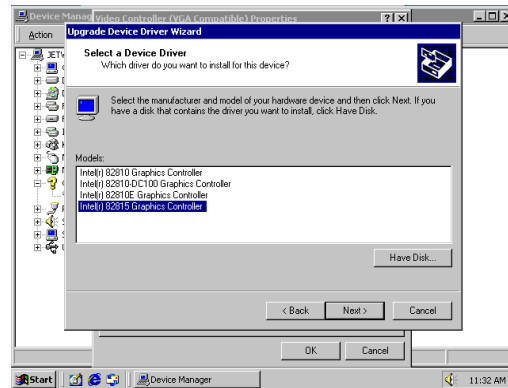 Device Manag
Video Controller (VGA Compatible) Properties
Action
Upgrade Device Driver Wizard
Select a Device Driver
Which driver do you want to install for this device?
Select the manufacturer and model of your hardware device and then click Next. If you
have a disk that contains the driver you want to install, click Have Disk.
Models:
Intel(r) 82810 Graphics Controller
Intel(r) 82810-DC100 Graphics Controller
Intel(r) 82810E Graphics Controller
Intel(r) 82815 Graphics Controller
Have Disk...
< Back
Next >
Cancel
OK
Cancel
Start
Device Manager
11:32 AM